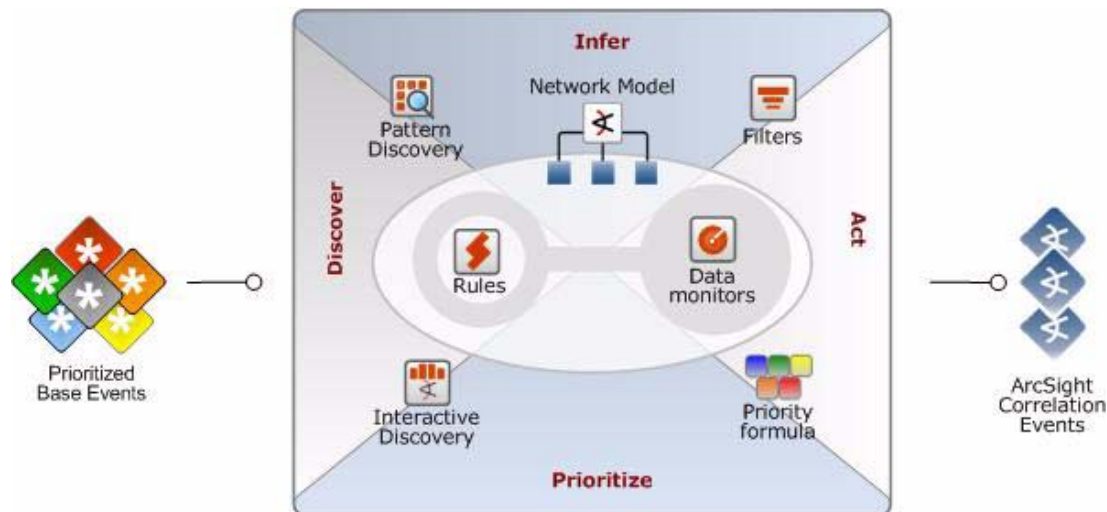 Infer
Network Model
Pattern
Discovery
Filters
Discover
Act
Rules
Data
monitors
Prioritized
Base Events
Interactive
Discovery
Priority
formula
ArcSight
Correlation
Events
Prioritize